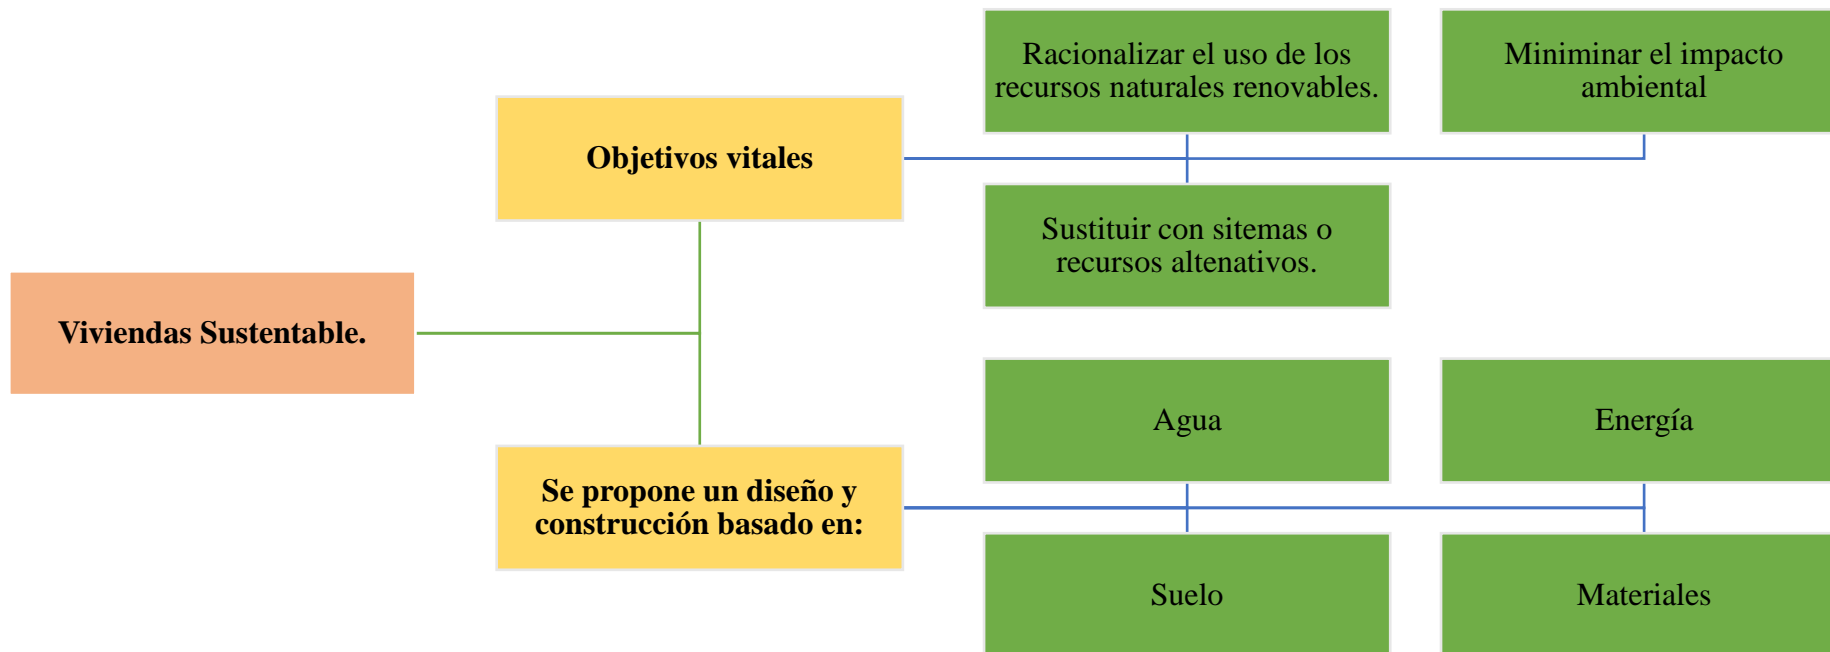 Racionalizar el uso de los
recursos naturales renovables.
Miniminar el impacto
ambiental
Objetivos vitales
Sustituir con sitemas o
recursos altenativos.
Viviendas Sustentable.
Agua
Energía
Se propone un diseño y
construcción basado en:
Suelo
Materiales